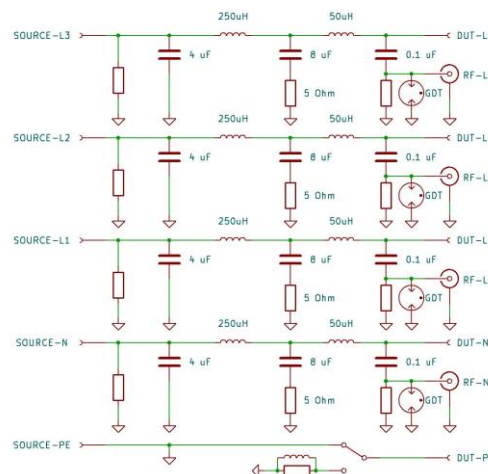 250uH 50uH
SOURCE-L3 DUT-L
4 uF 8 uF 0.1 uF
RF-L
5 Ohm GDT
250uH 50uH
SOURCE-L2 DUT-L
4 uF 8 uF 0.1 uF
RF-L
5 Ohm GDT
250uH 50uH
SOURCE-L1 DUT-L
4 uF 8 uF 0.1 uF
RF-L
5 Ohm GDT
250uH 50uH
SOURCE-N DUT-N
4 uF 8 uF 0.1 uF
RF-N
5 Ohm GDT
SOURCE-PE
DUT-P